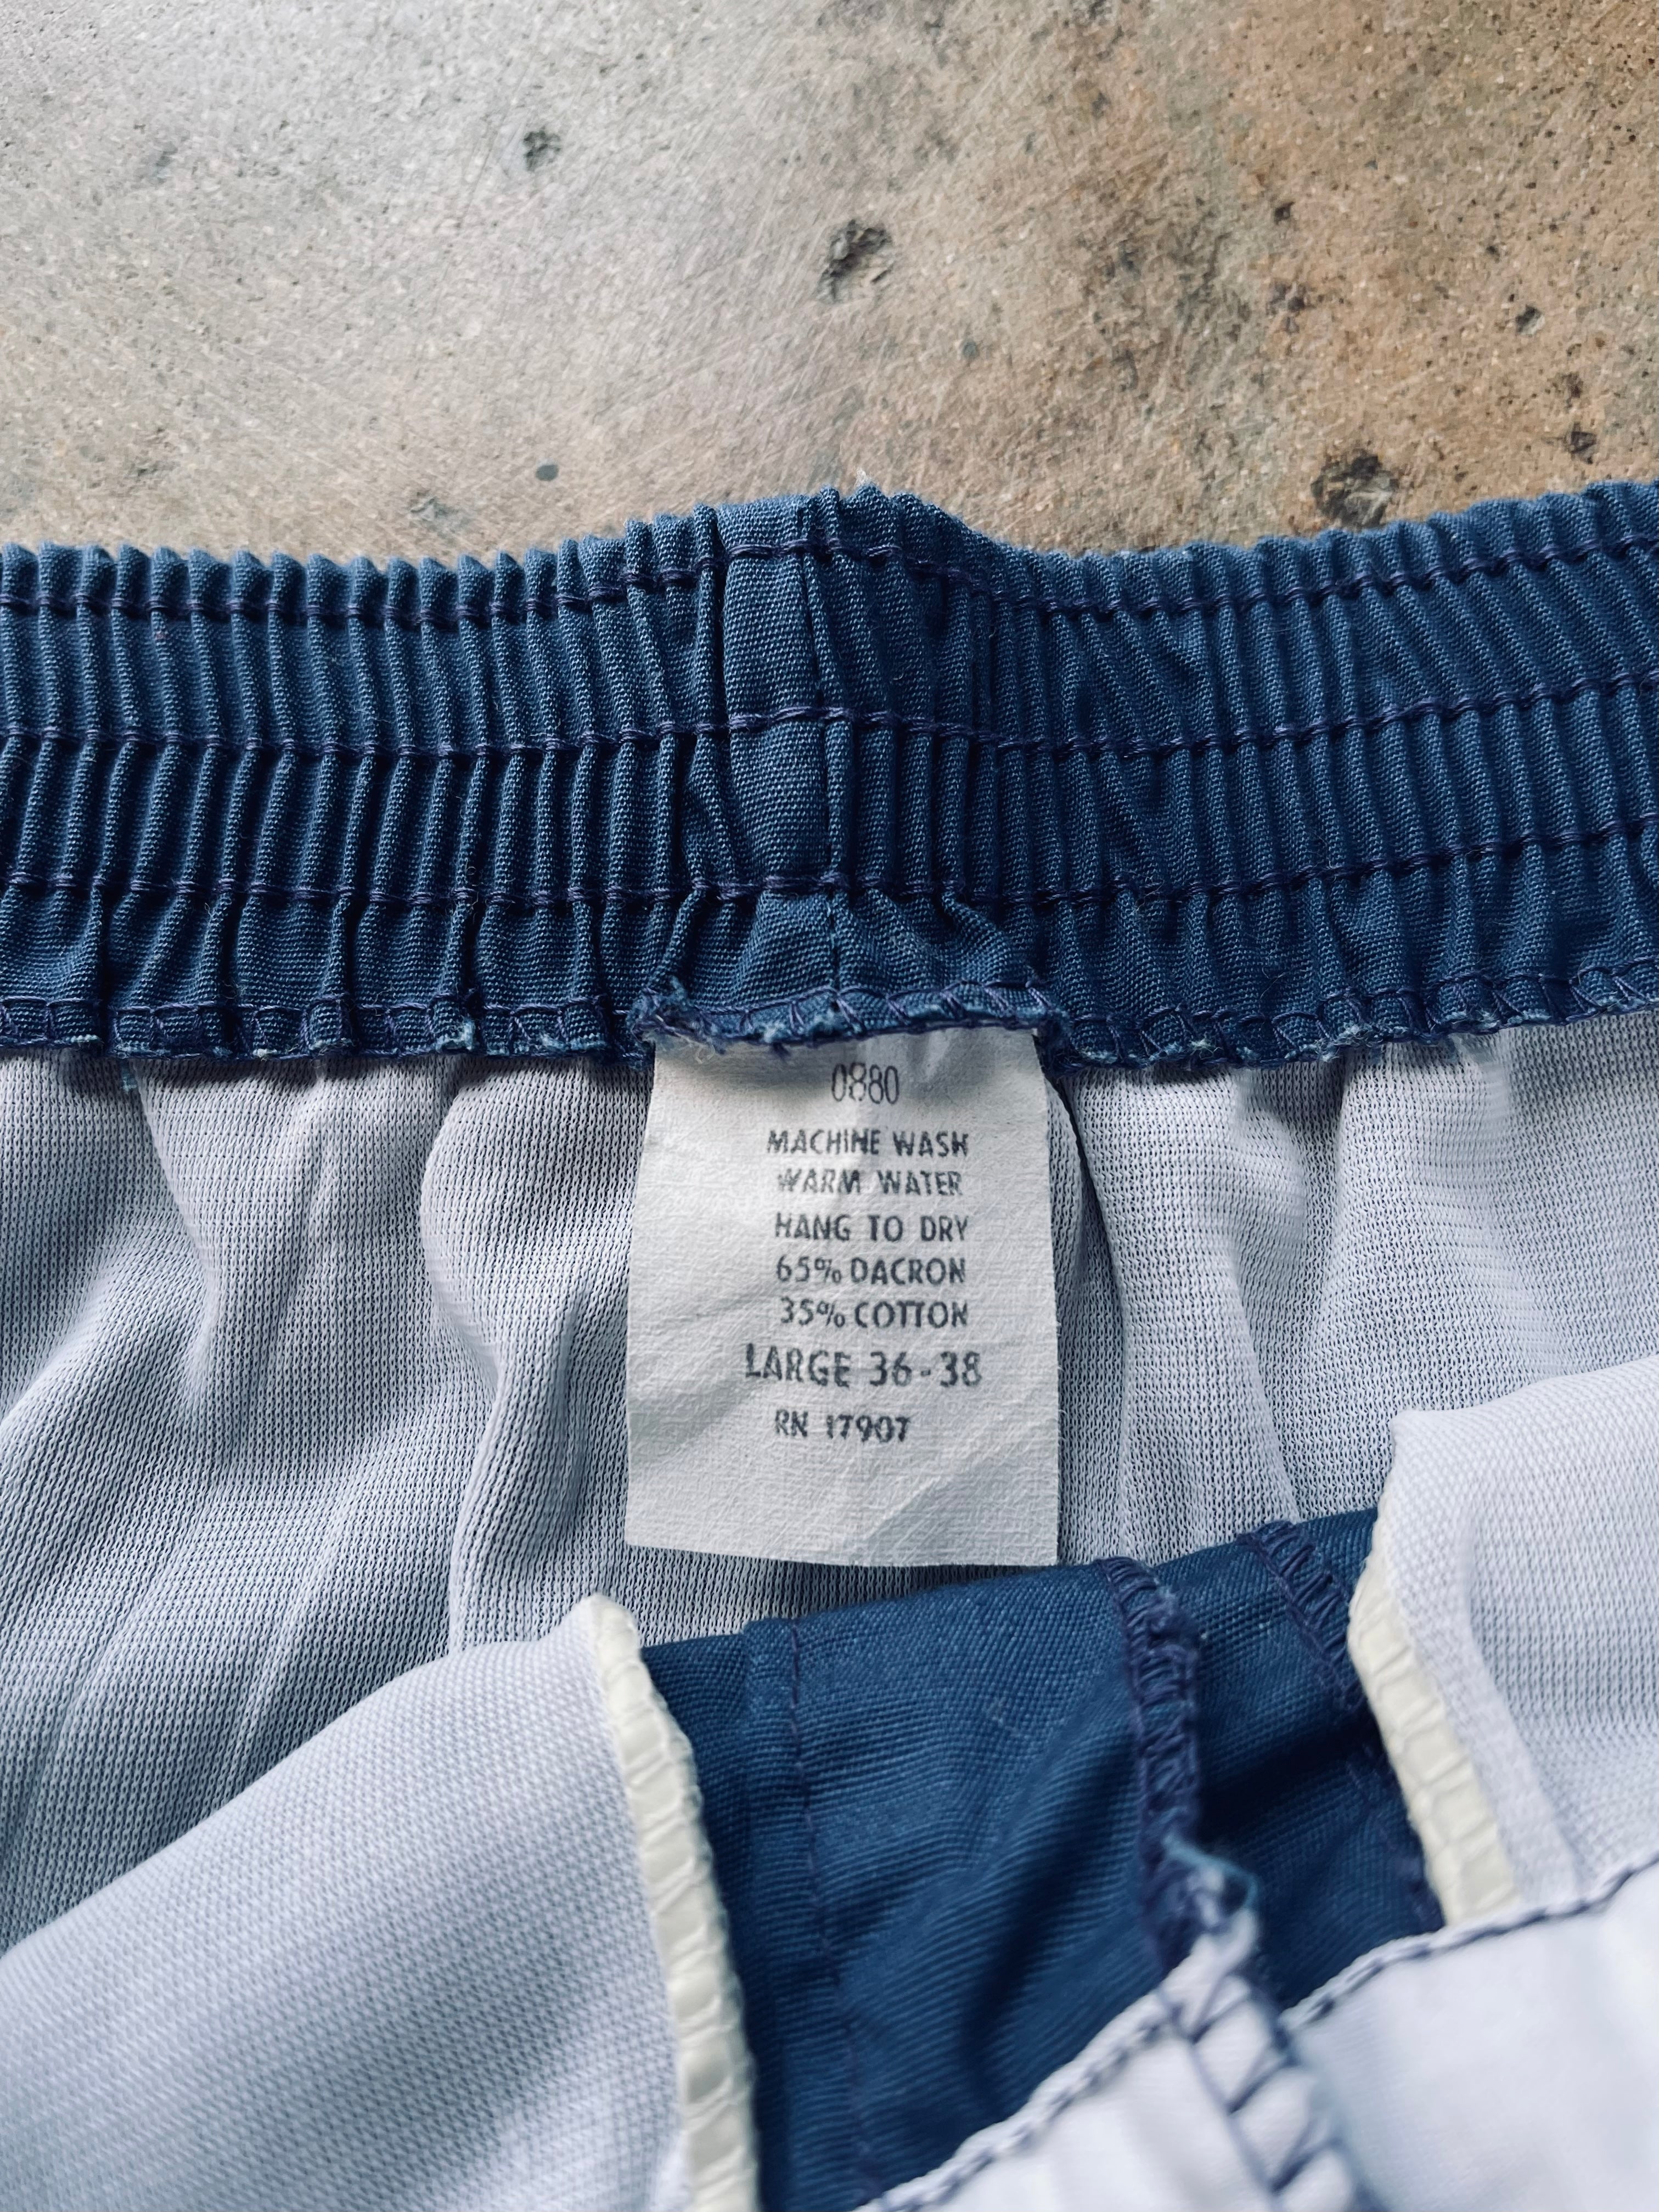 0880
MACHINE WASH
WARM WATER
HANG TO DRY
65% DACRON
35% COTTON
LARGE 36-38
RN 17907